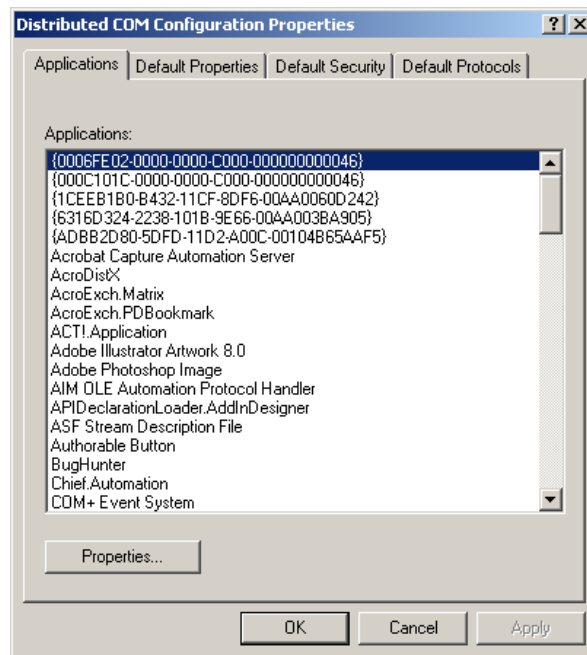 Distributed COM Configuration Properties
Applications
Default Properties
Default Security
Default Protocols
Applications:
{0006FE02-0000-0000-C000-000000000046}
{000C101C-0000-0000-C000-000000000046}
{1CEEB1B0-B432-11CF-8DF6-00AA0060D242}
{6316D324-2238-101B-9E66-00AA003BA905}
{ADBB2D80-5DFD-11D2-A00C-00104B65AAF5}
Acrobat Capture Automation Server
AcroDistX
AcroExch.Matrix
AcroExch.PDBookmark
ACT!.Application
Adobe Illustrator Artwork 8.0
Adobe Photoshop Image
AIM OLE Automation Protocol Handler
APIDeclarationLoader.AddInDesigner
ASF Stream Description File
Authorable Button
BugHunter
Chief.Automation
COM+ Event System
Properties...
OK
Cancel
Apply